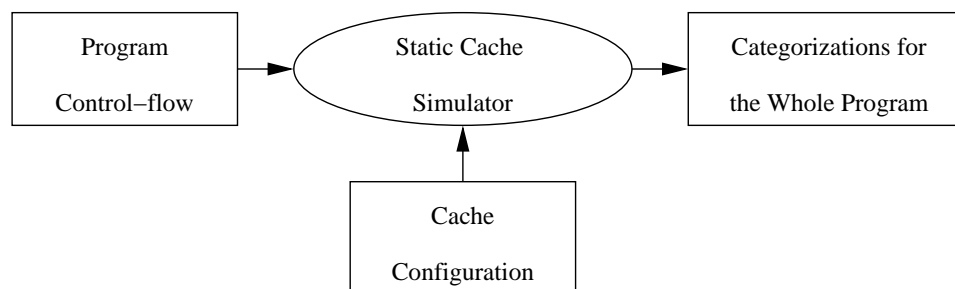 Program
Control−flow
Static Cache
Simulator
Categorizations for
the Whole Program
Cache
Configuration